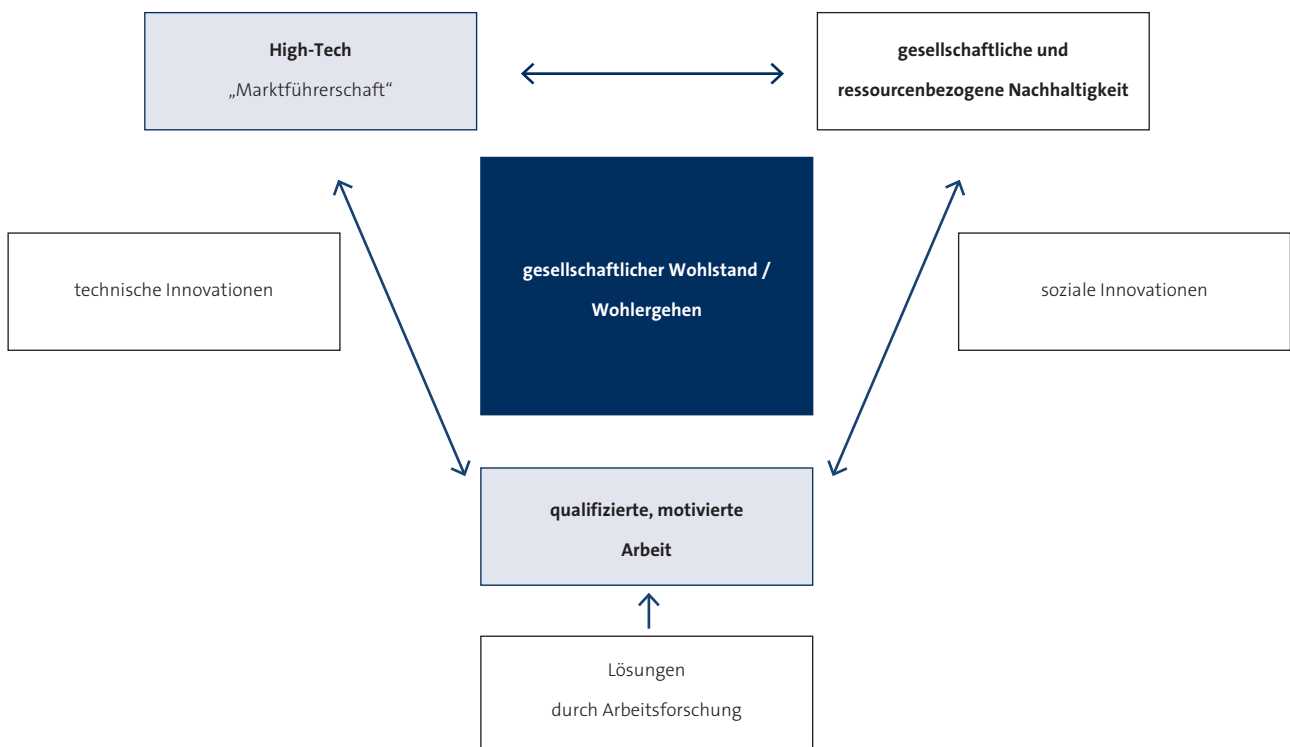 High-Tech
„Marktführerschaft“
gesellschaftliche und
ressourcenbezogene Nachhaltigkeit
technische Innovationen
gesellschaftlicher Wohlstand /
Wohlergehen
soziale Innovationen
qualifizierte, motivierte
Arbeit
Lösungen
durch Arbeitsforschung